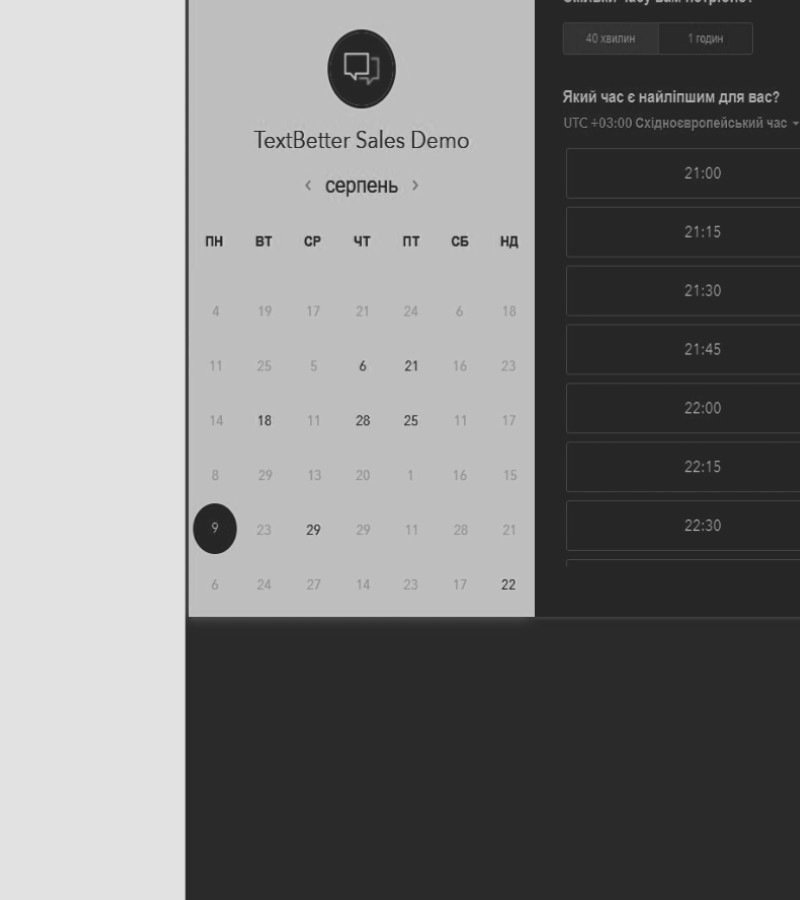 TextBetter Sales Demo
‹ серпень ›
ПН ВТ СР ЧТ ПТ СБ НД
4 19 17 21 24 6 18
11 25 5 6 21 16 23
14 18 11 28 25 11 17
8 29 13 20 1 16 15
9 23 29 29 11 28 21
6 24 27 14 23 17 22
40 хвилин 1 годин
Який час є найліпшим для вас?
UTC +03:00 Східноєвропейський час
21:00
21:15
21:30
21:45
22:00
22:15
22:30